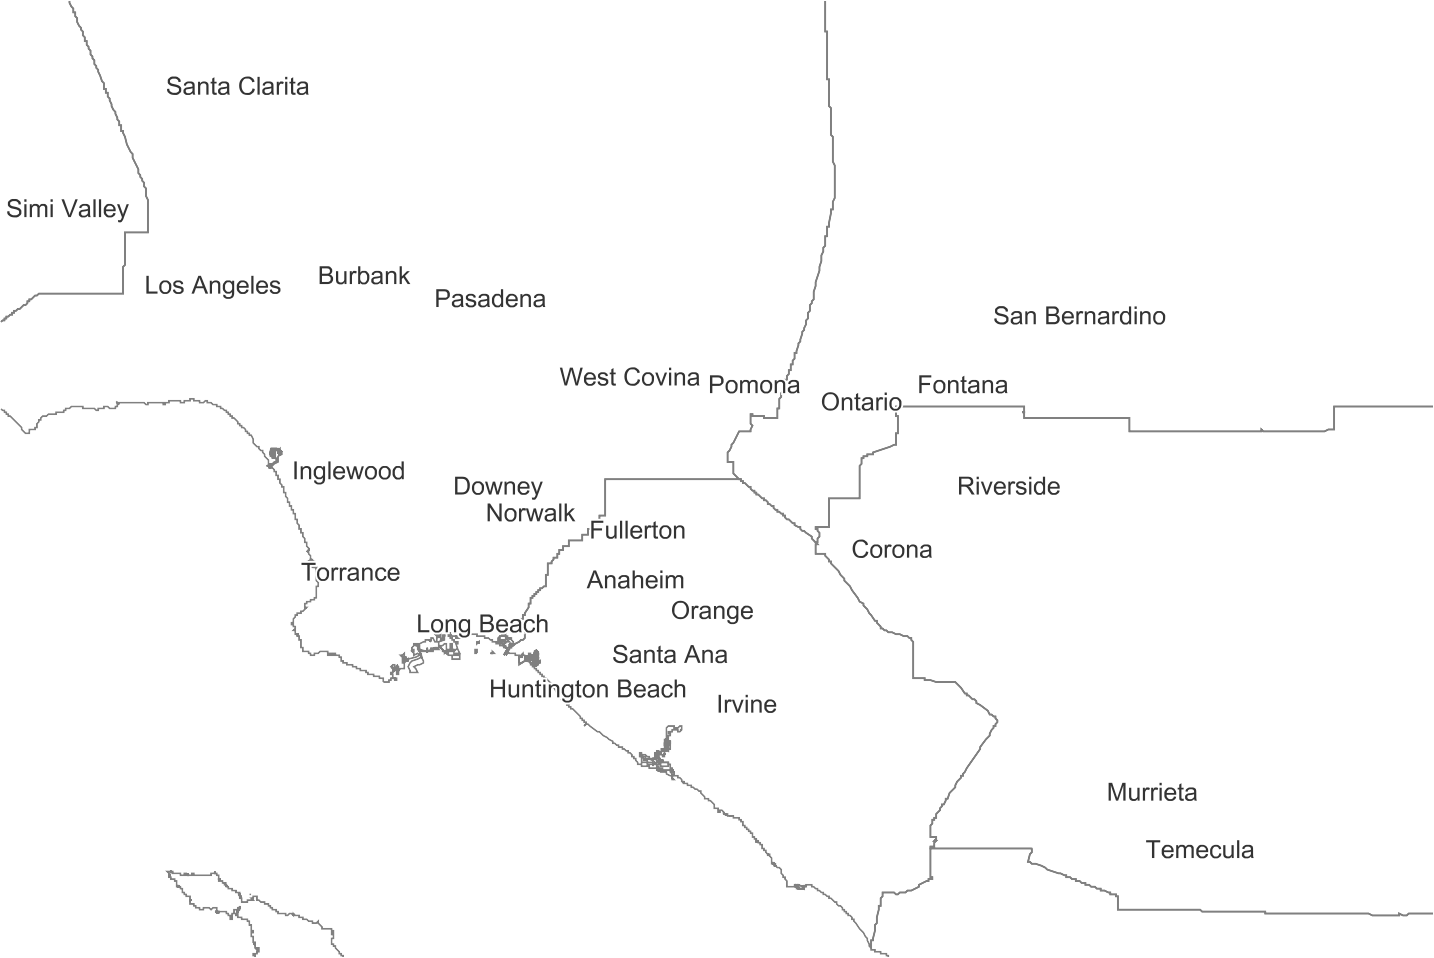 Santa Clarita
Simi Valley
Los Angeles
Burbank
Pasadena
San Bernardino
West Covina
Pomona
Fontana
Ontario
Inglewood
Downey
Riverside
Norwalk
Fullerton
Corona
Torrance
Anaheim
Orange
Long Beach
Santa Ana
Huntington Beach
Irvine
Murrieta
Temecula